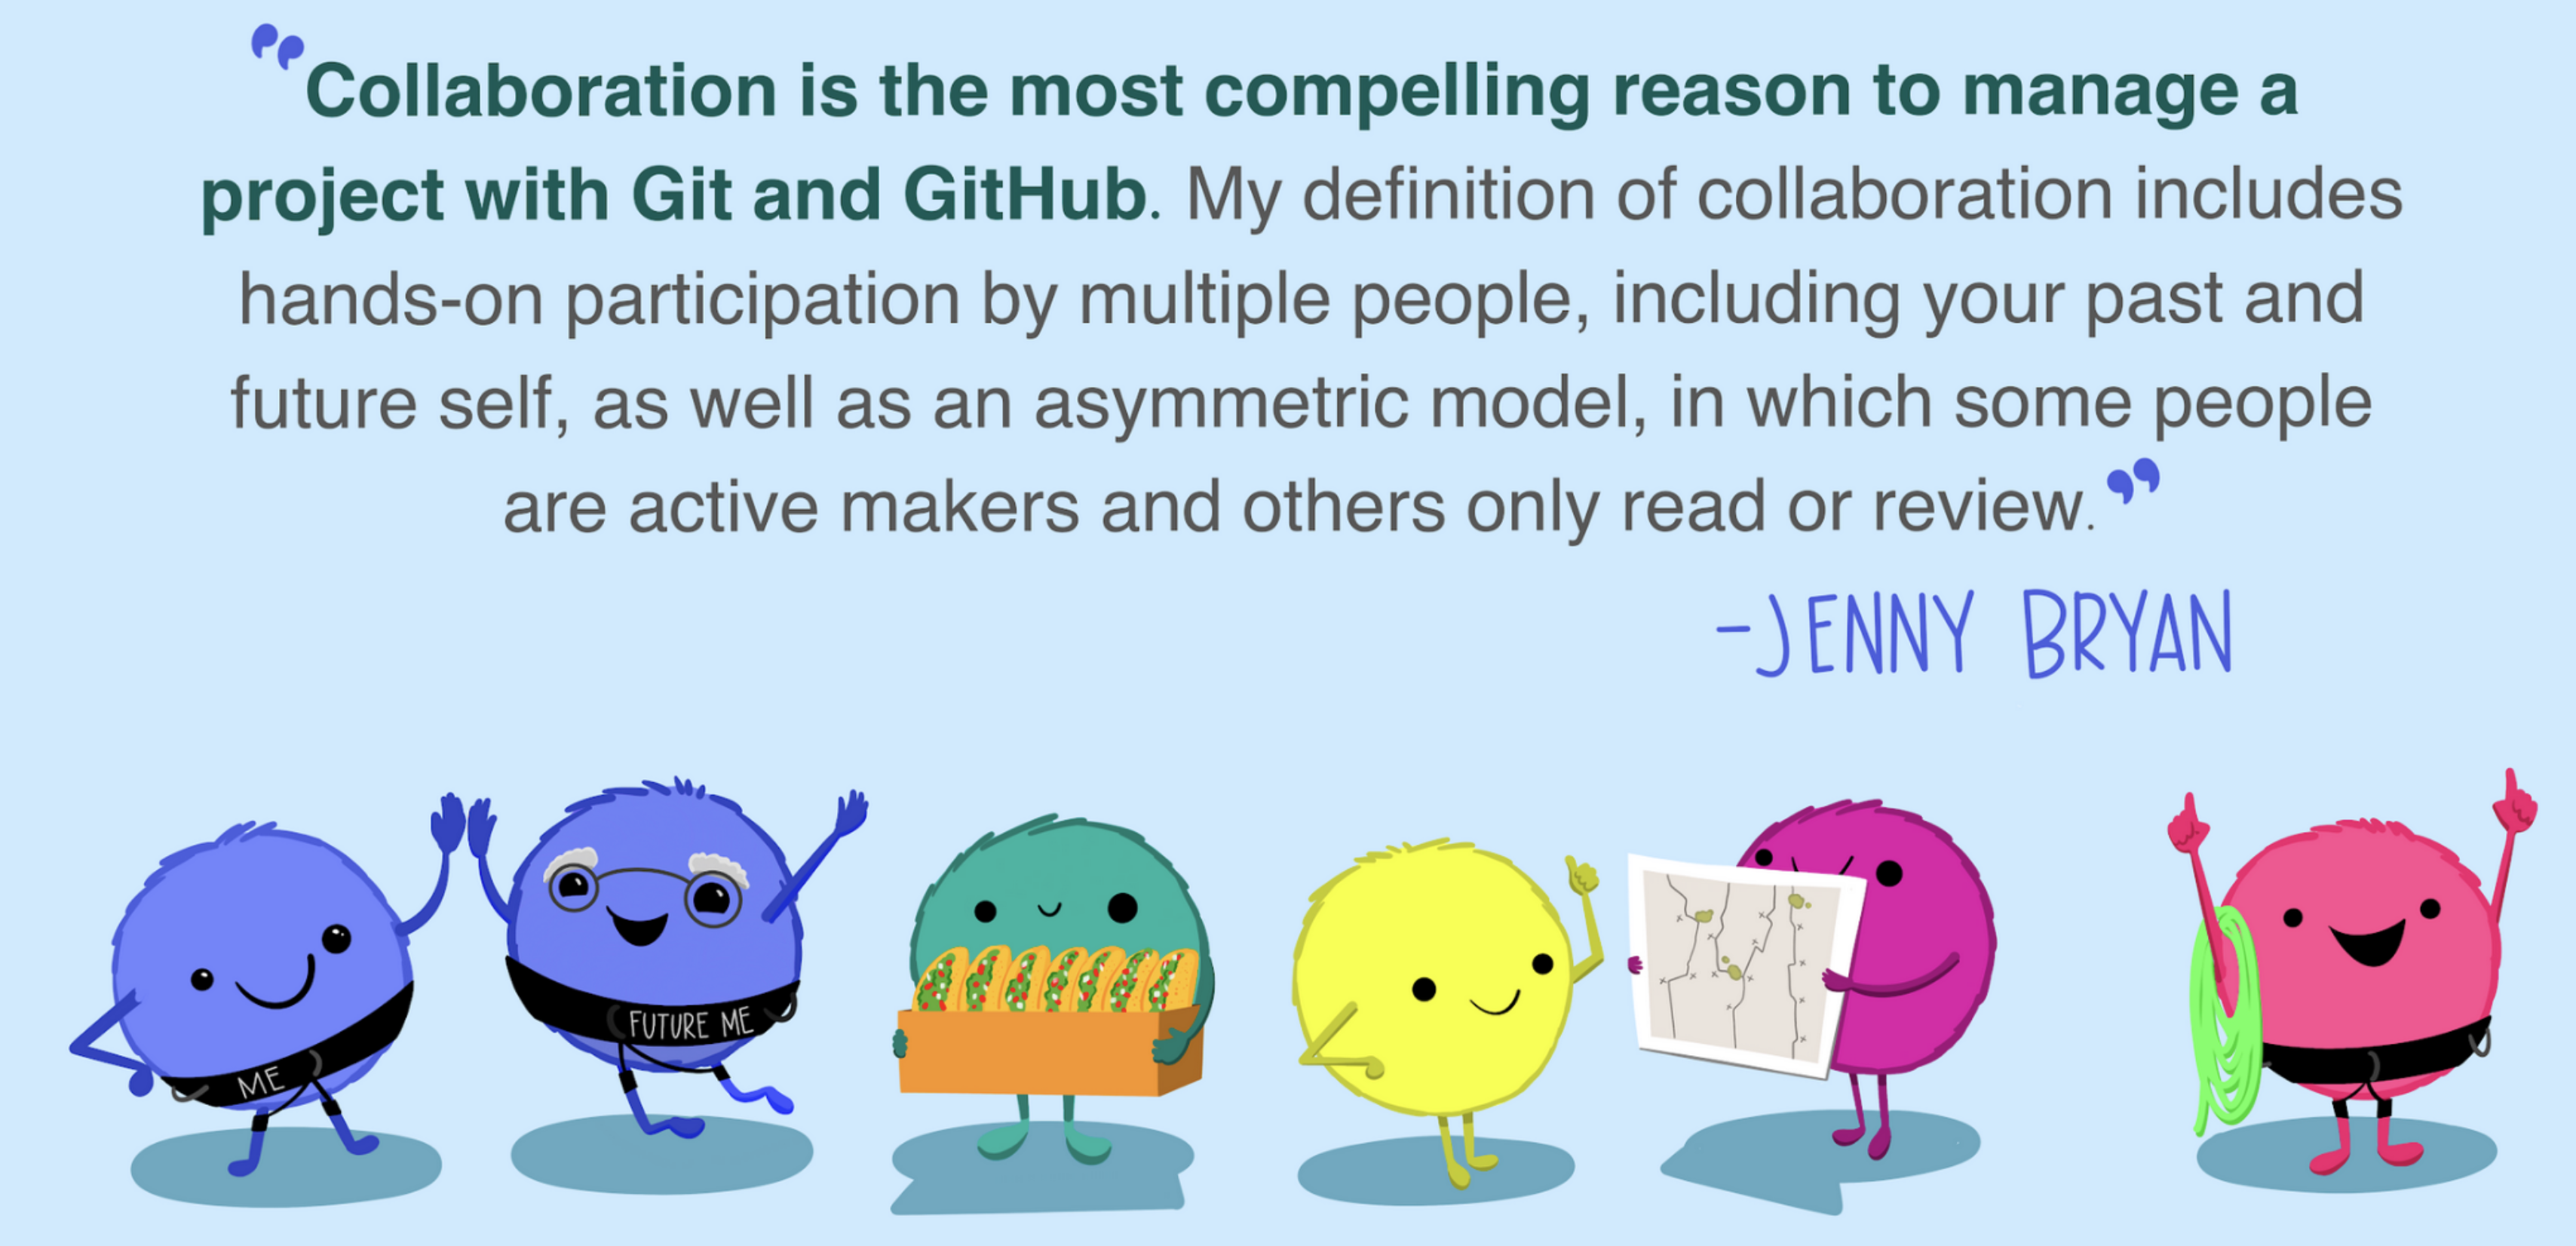 “Collaboration is the most compelling reason to manage a
project with Git and GitHub. My definition of collaboration includes
hands-on participation by multiple people, including your past and
future self, as well as an asymmetric model, in which some people
are active makers and others only read or review.”
-JENNY BRYAN
ME
FUTURE ME